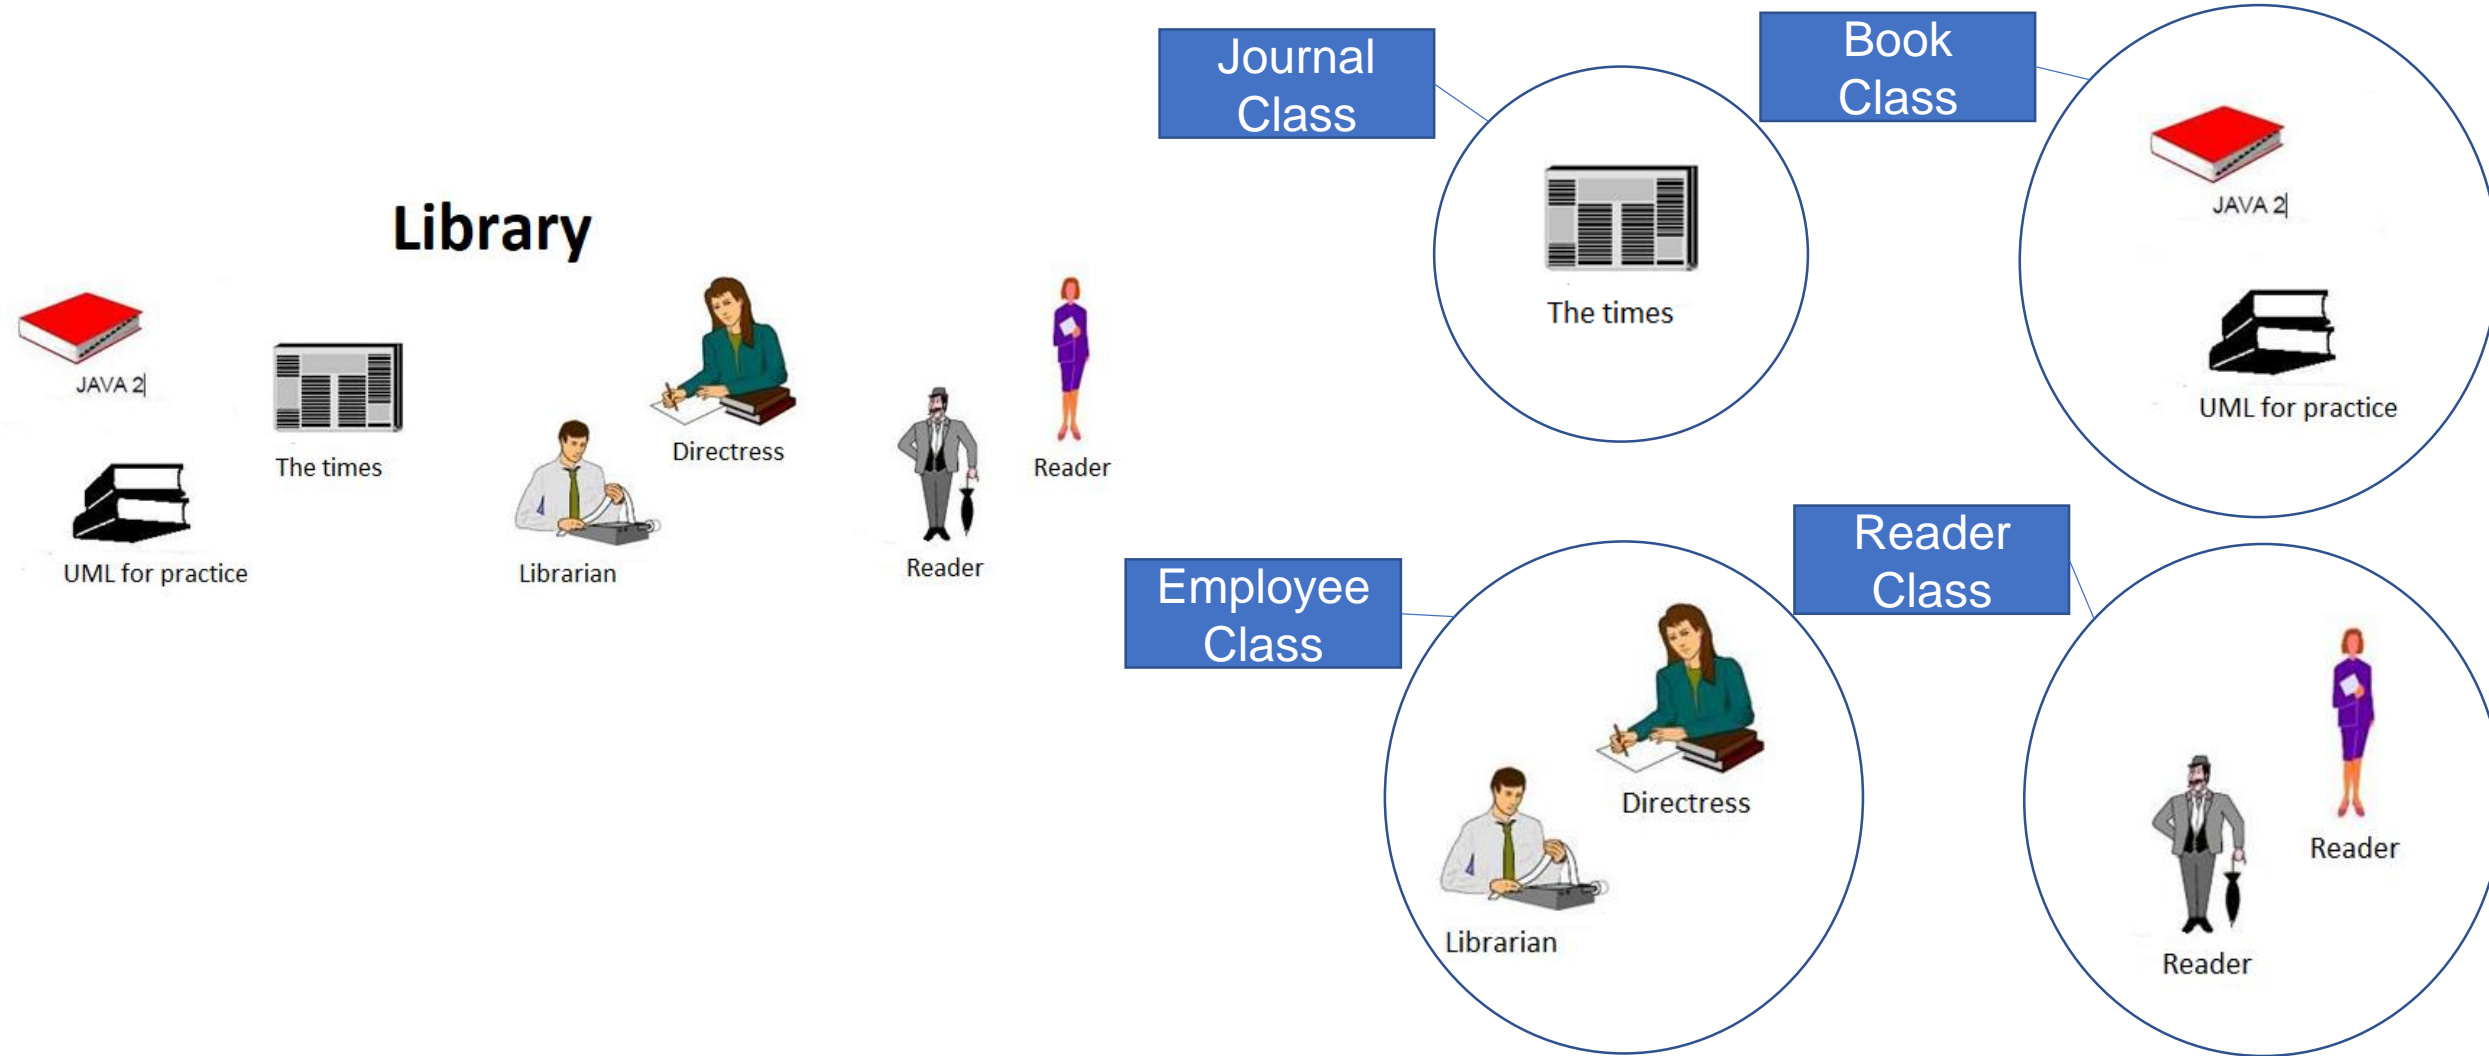 Library
JAVA 2
The times
UML for practice
Directress
Librarian
Reader
Reader
Journal
Class
The times
Book
Class
JAVA 2
UML for practice
Employee
Class
Directress
Librarian
Reader
Class
Reader
Reader